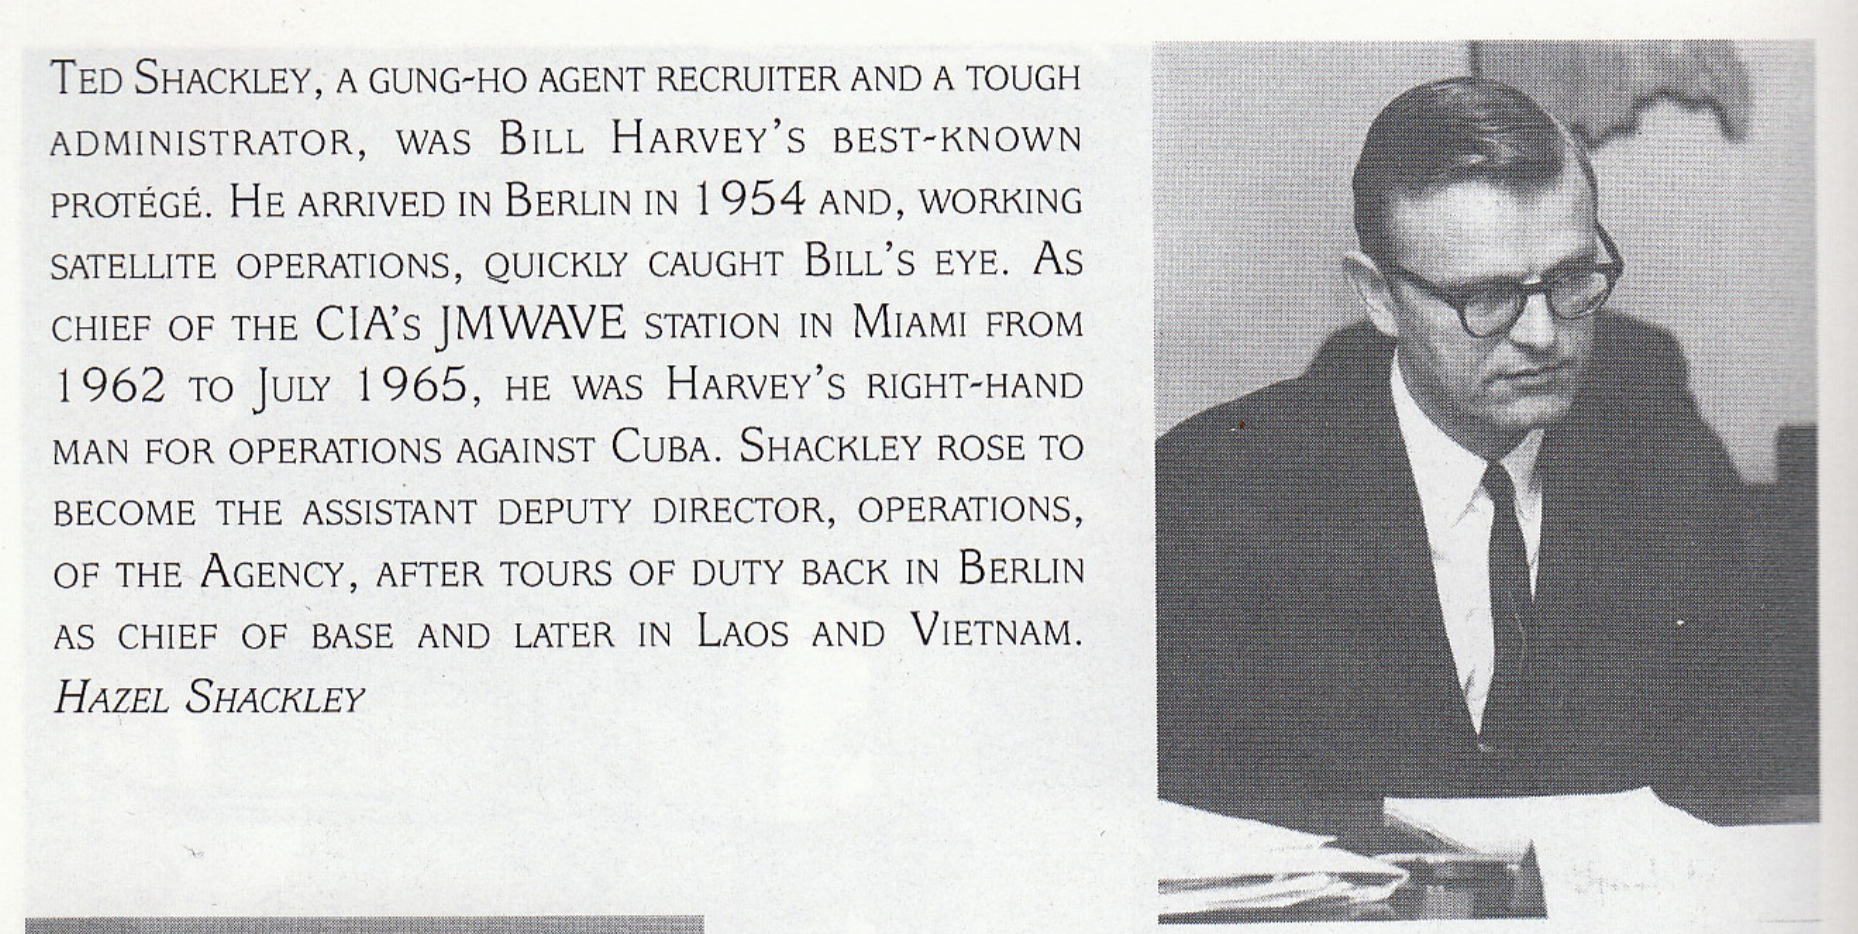 TED SHACKLEY, A GUNG-HO AGENT RECRUITER AND A TOUGH
ADMINISTRATOR, WAS BILL HARVEY'S BEST-KNOWN
PROTÉGÉ. HE ARRIVED IN BERLIN IN 1954 AND, WORKING
SATELLITE OPERATIONS, QUICKLY CAUGHT BILL'S EYE. AS
CHIEF OF THE CIA'S JMWAVE STATION IN MIAMI FROM
1962 TO JULY 1965, HE WAS HARVEY'S RIGHT-HAND
MAN FOR OPERATIONS AGAINST CUBA. SHACKLEY ROSE TO
BECOME THE ASSISTANT DEPUTY DIRECTOR, OPERATIONS,
OF THE AGENCY, AFTER TOURS OF DUTY BACK IN BERLIN
AS CHIEF OF BASE AND LATER IN LAOS AND VIETNAM.
HAZEL SHACKLEY